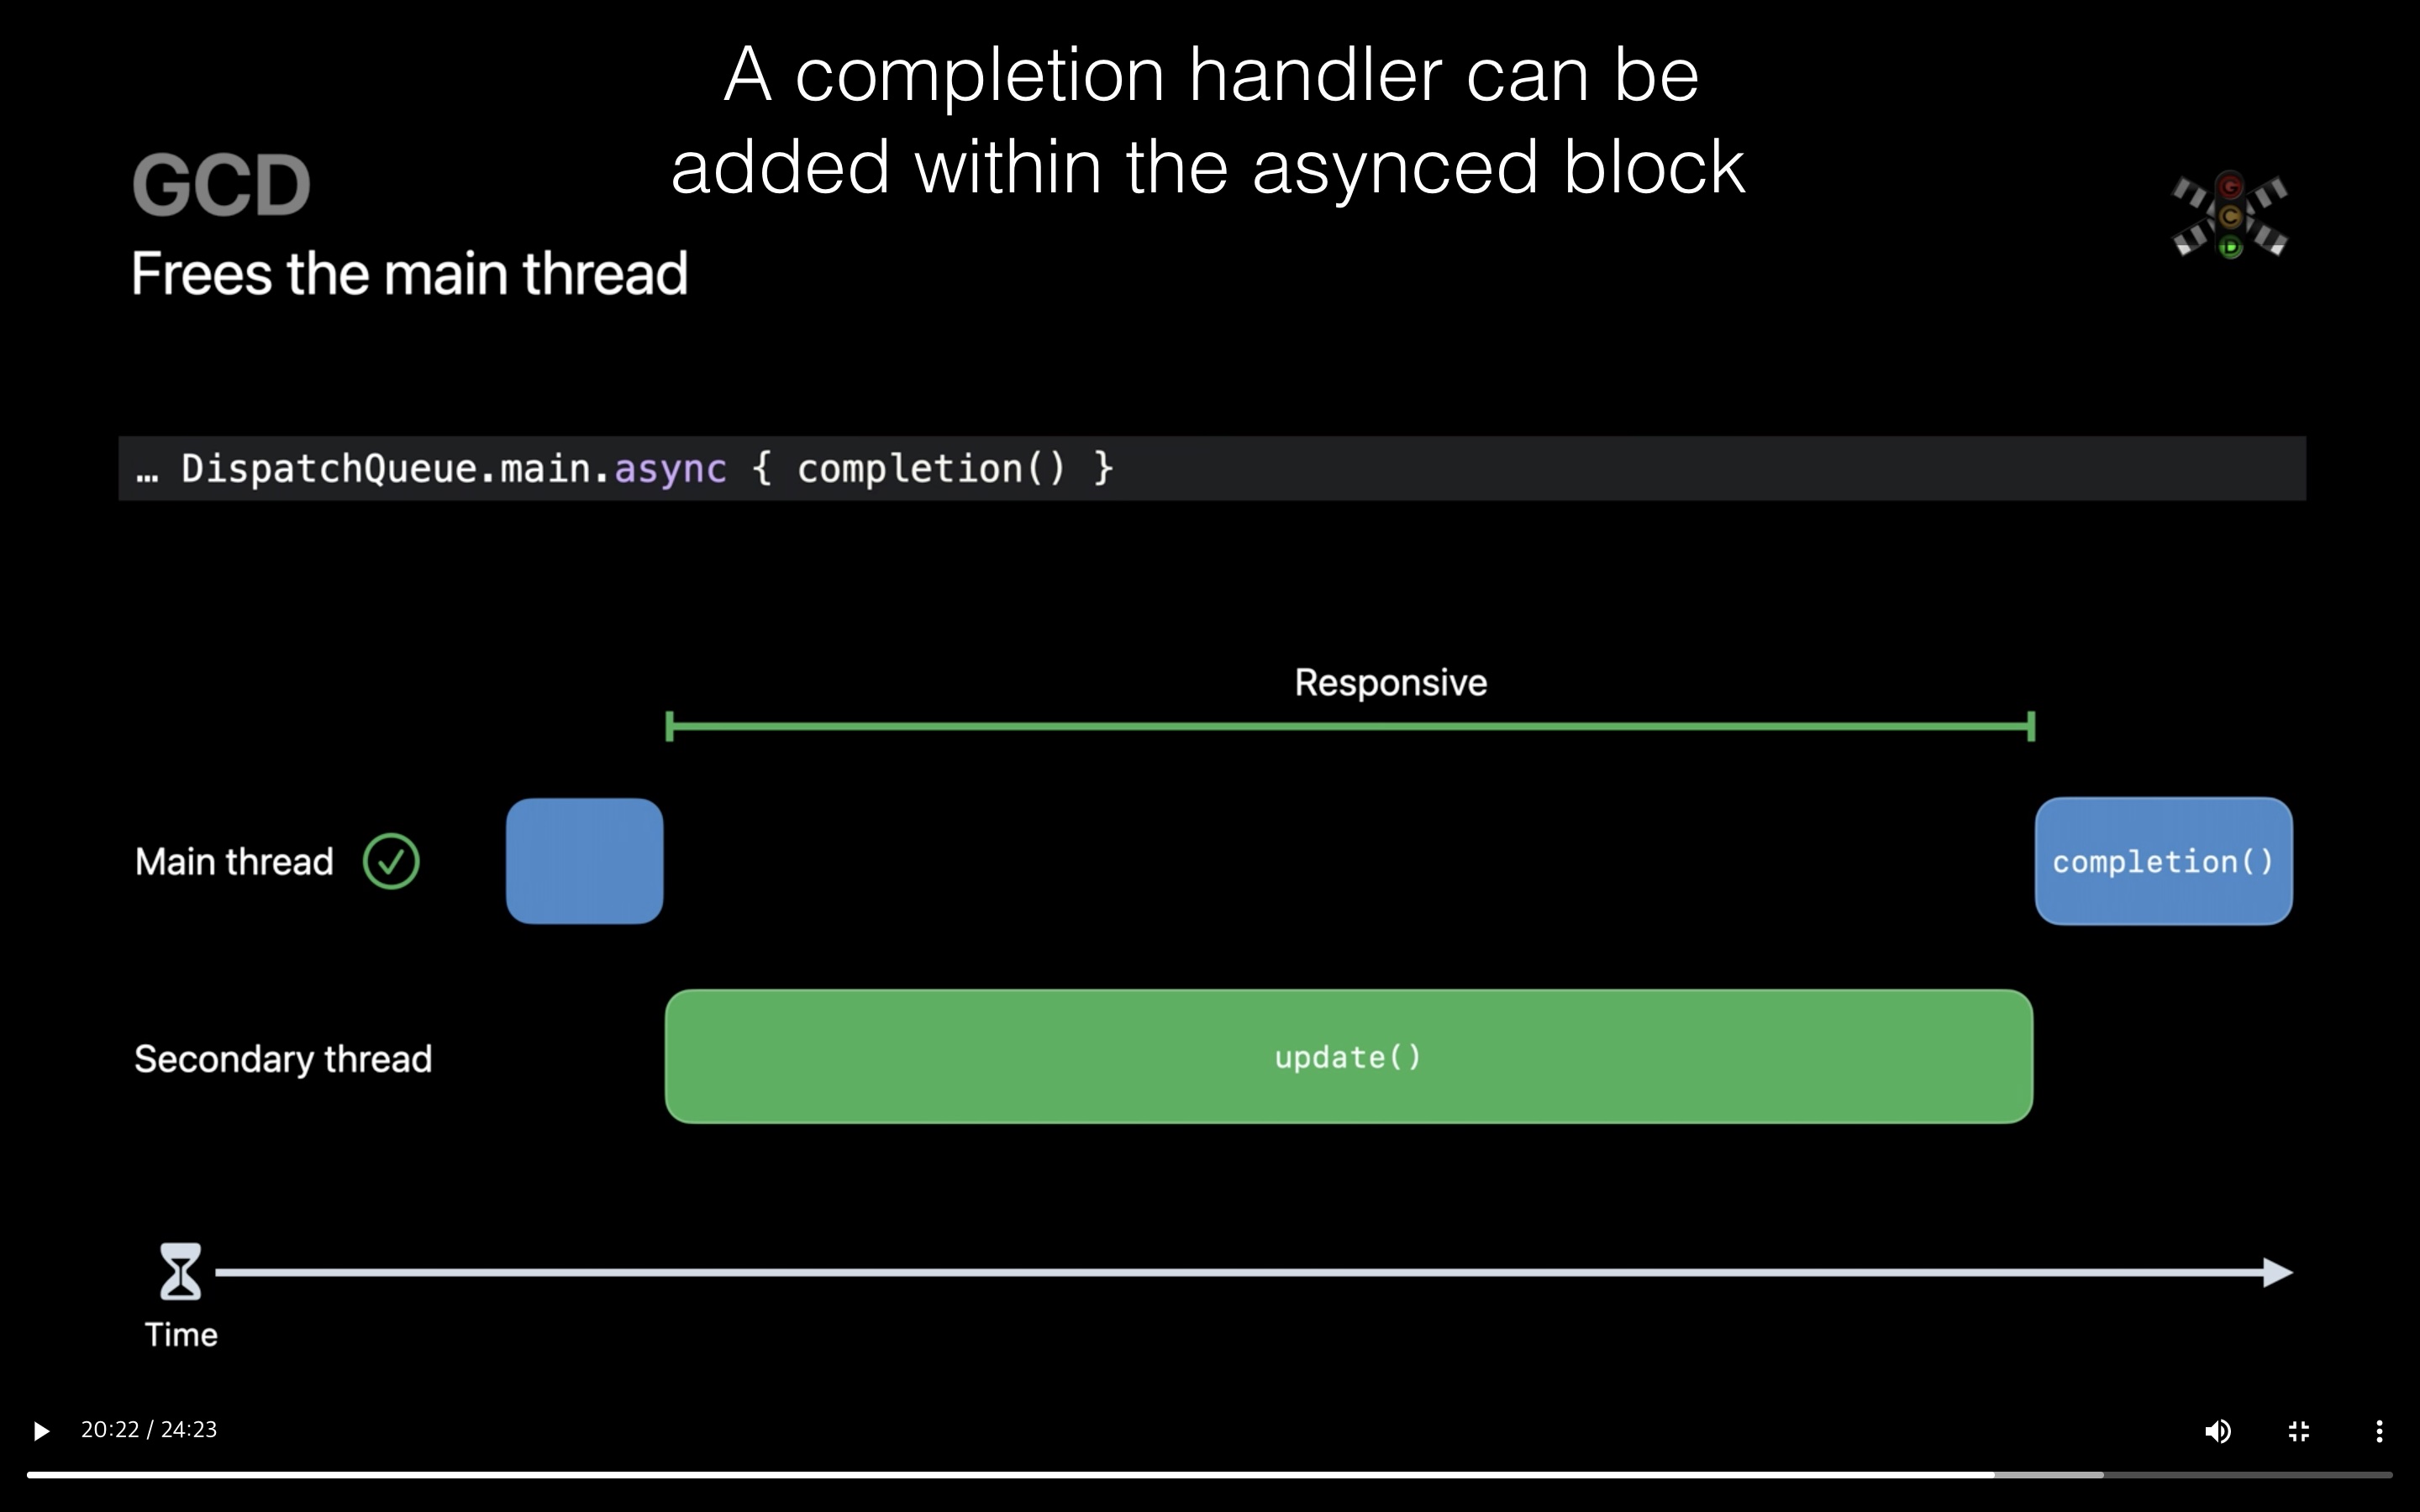 A completion handler can be
added within the asynced block
GCD
Frees the main thread
G
C
D
… DispatchQueue.main.async { completion() }
Responsive
Main thread
completion()
Secondary thread
update()
Time
20:22 / 24:23